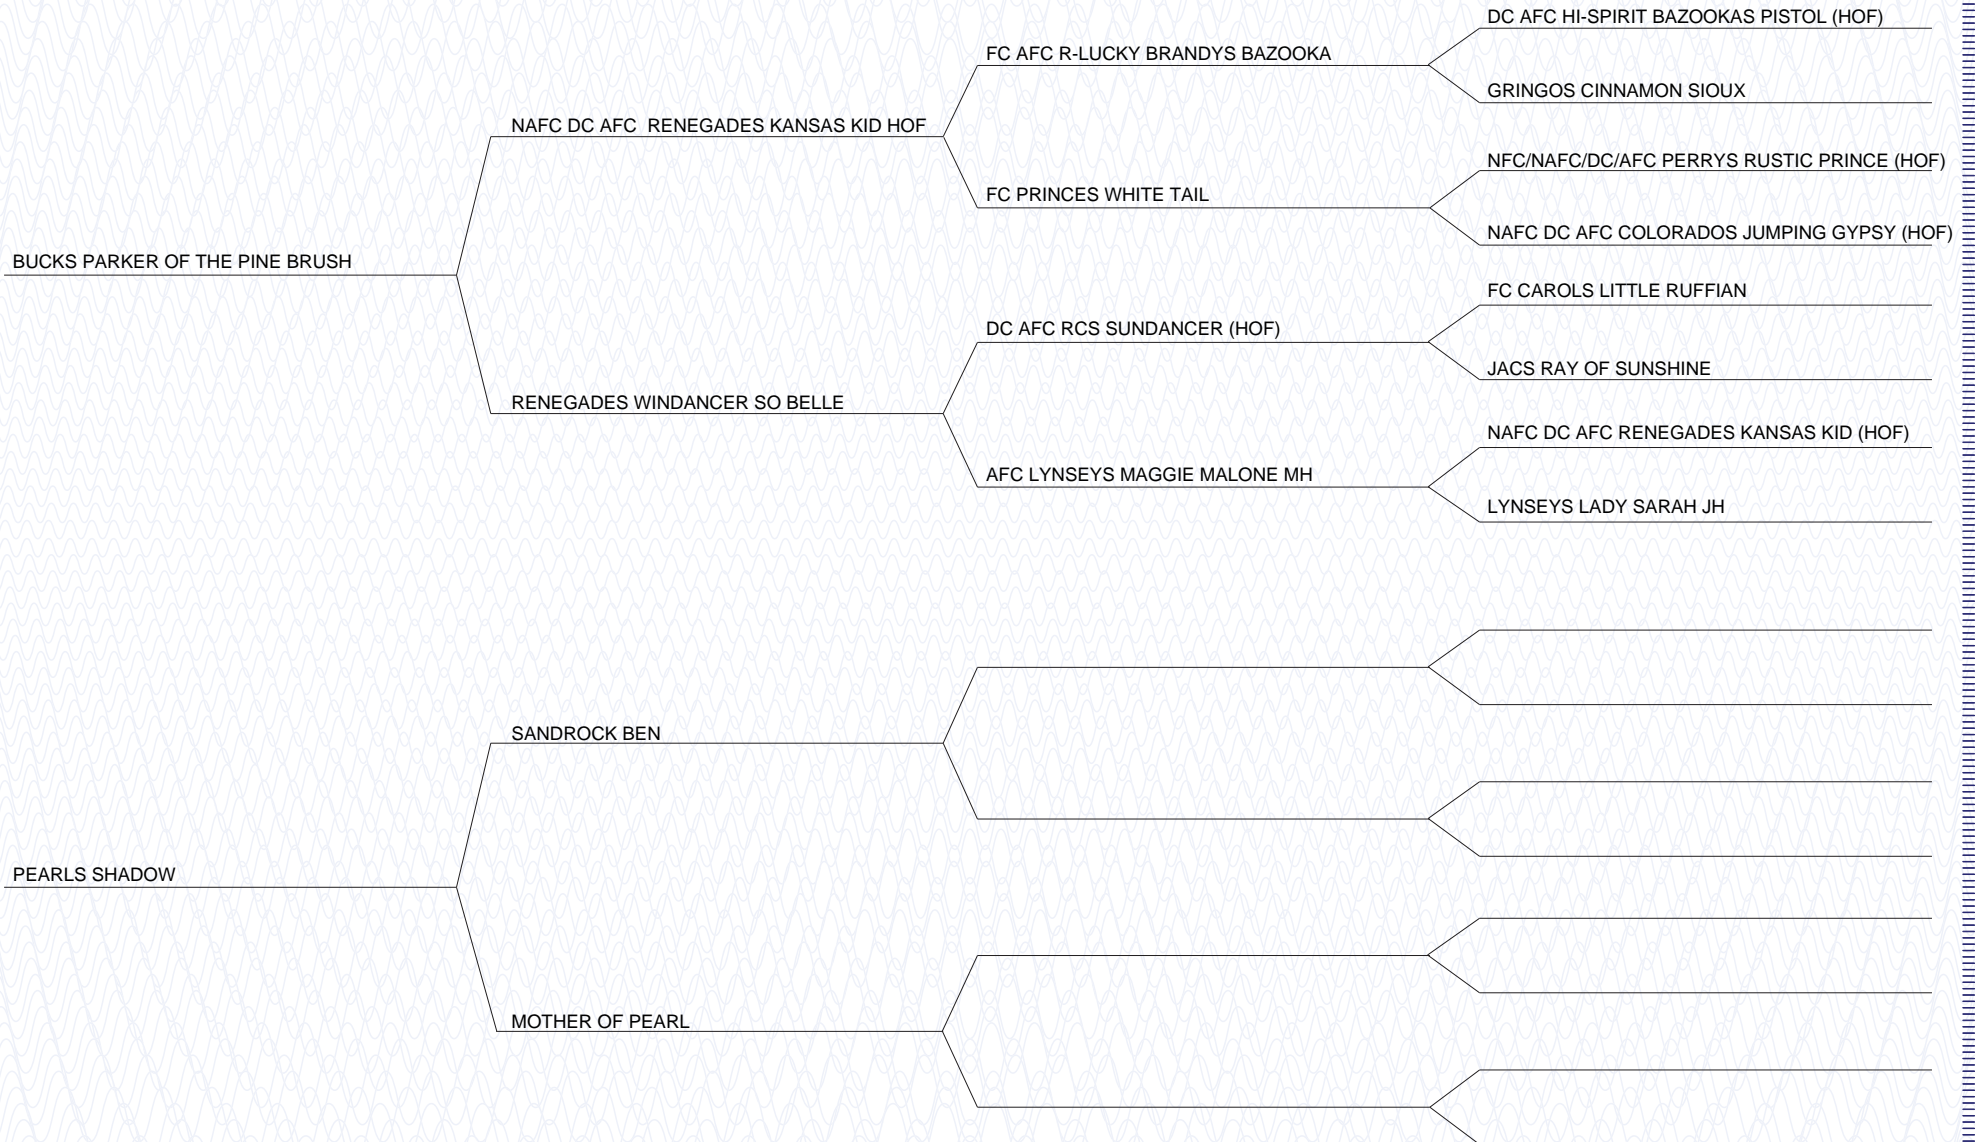 DC AFC HI-SPIRIT BAZOOKAS PISTOL (HOF)
FC AFC R-LUCKY BRANDYS BAZOOKA
GRINGOS CINNAMON SIOUX
NAFC DC AFC  RENEGADES KANSAS KID HOF
NFC/NAFC/DC/AFC PERRYS RUSTIC PRINCE (HOF)
FC PRINCES WHITE TAIL
NAFC DC AFC COLORADOS JUMPING GYPSY (HOF)
BUCKS PARKER OF THE PINE BRUSH
FC CAROLS LITTLE RUFFIAN
DC AFC RCS SUNDANCER (HOF)
JACS RAY OF SUNSHINE
RENEGADES WINDANCER SO BELLE
NAFC DC AFC RENEGADES KANSAS KID (HOF)
AFC LYNSEYS MAGGIE MALONE MH
LYNSEYS LADY SARAH JH
SANDROCK BEN
PEARLS SHADOW
MOTHER OF PEARL